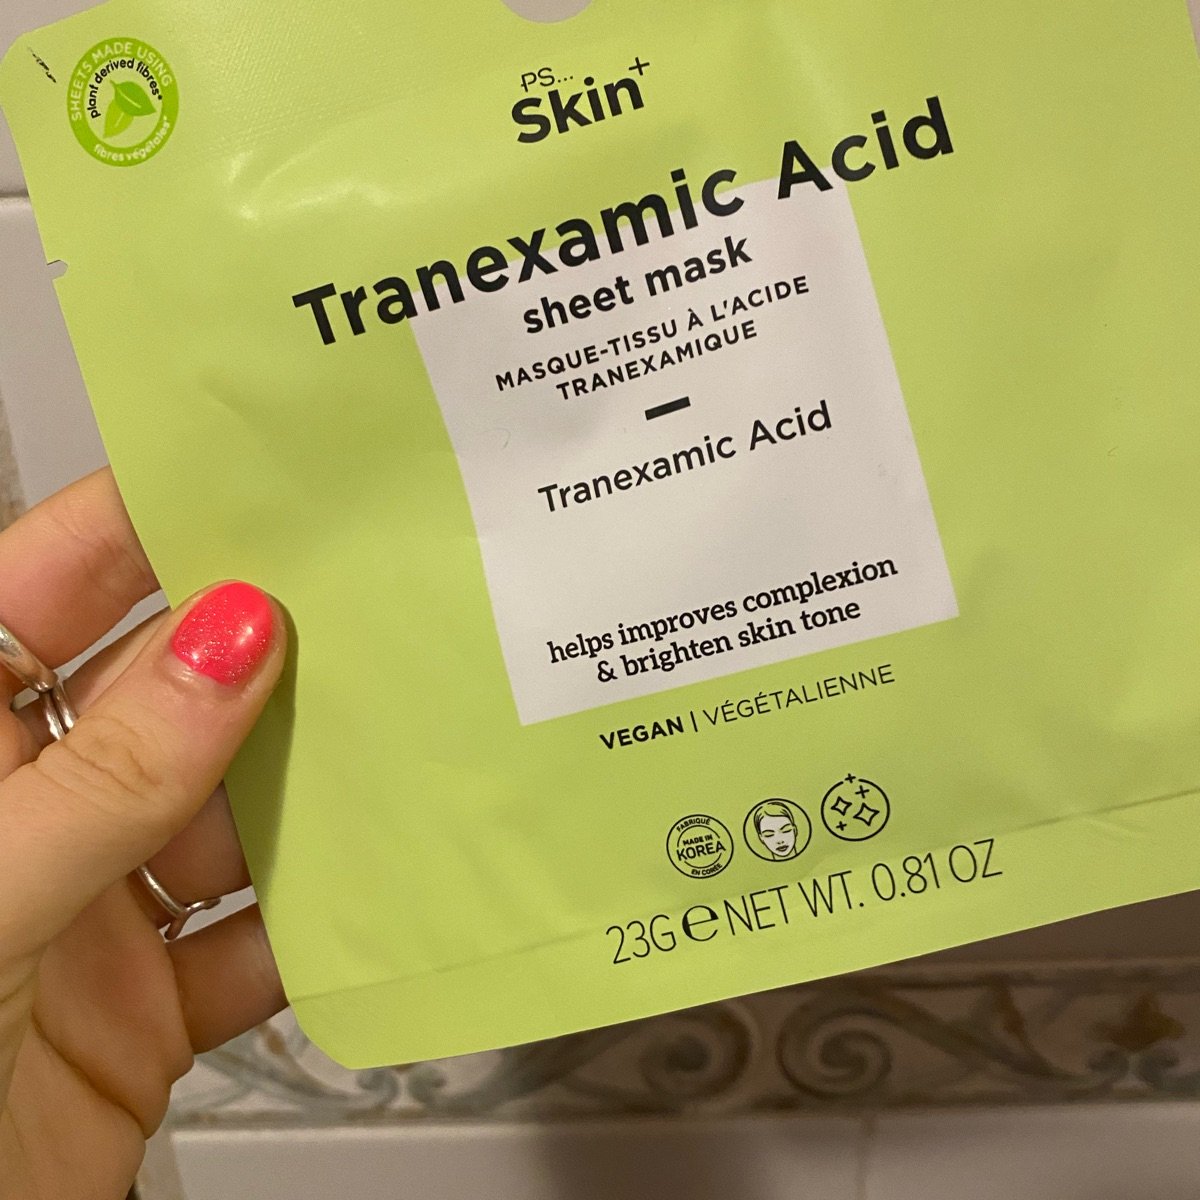 SHEETS MADE USING
plant derived fibres*
fibres végétales*
PS...
Skin+
Tranexamic Acid
sheet mask
MASQUE-TISSU À L'ACIDE
TRANEXAMIQUE
Tranexamic Acid
helps improves complexion
& brighten skin tone
VEGAN | VÉGÉTALIENNE
FABRIQUÉ
MADE IN
KOREA
EN CORÉE
23G e NET WT. 0.81 OZ